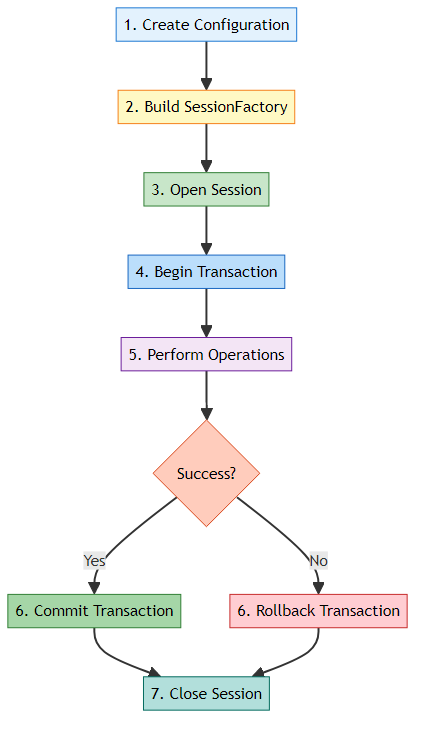 1. Create Configuration
2. Build SessionFactory
3. Open Session
4. Begin Transaction
5. Perform Operations
Success?
Yes
No
6. Commit Transaction
6. Rollback Transaction
7. Close Session